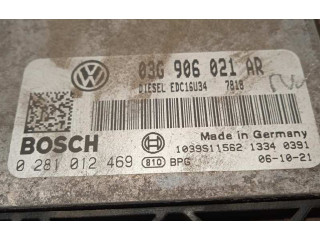 03G 906 021 AR
DIESEL EDC16U34 7818
BOSCH
Made in Germany
1039S11562 1334 0391
0 281 012 469 810 BPG 06-10-21